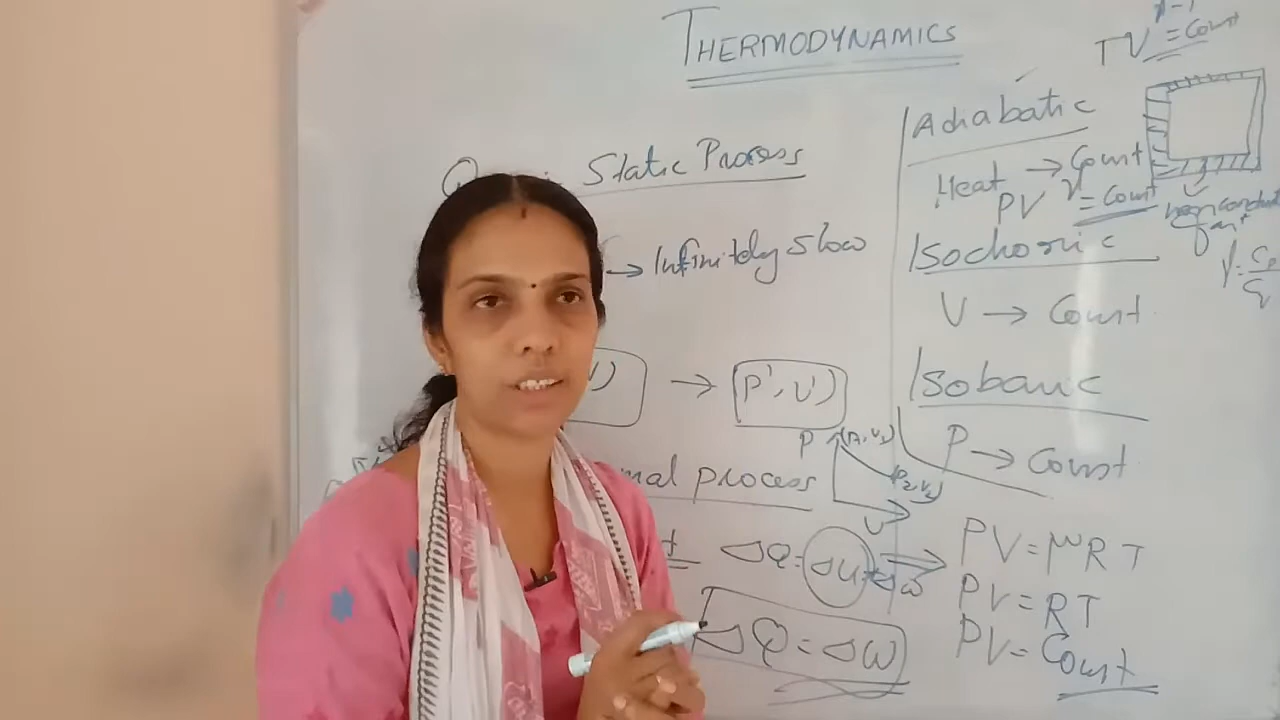 THERMODYNAMICS
Static Process
→ Infinitely slow
→ (P', V')
P (P₁, V₁)
(P₂, V₂)
V
mal process
ΔQ = ΔU + ΔW
ΔQ = ΔW
TV^γ-1 = Const
Adiabatic
Heat → Const
PV^γ = Const
γ = Cp/Cv
Isochoric
V → Const
Isobaric
P → Const
PV = μRT
PV = RT
PV = Const